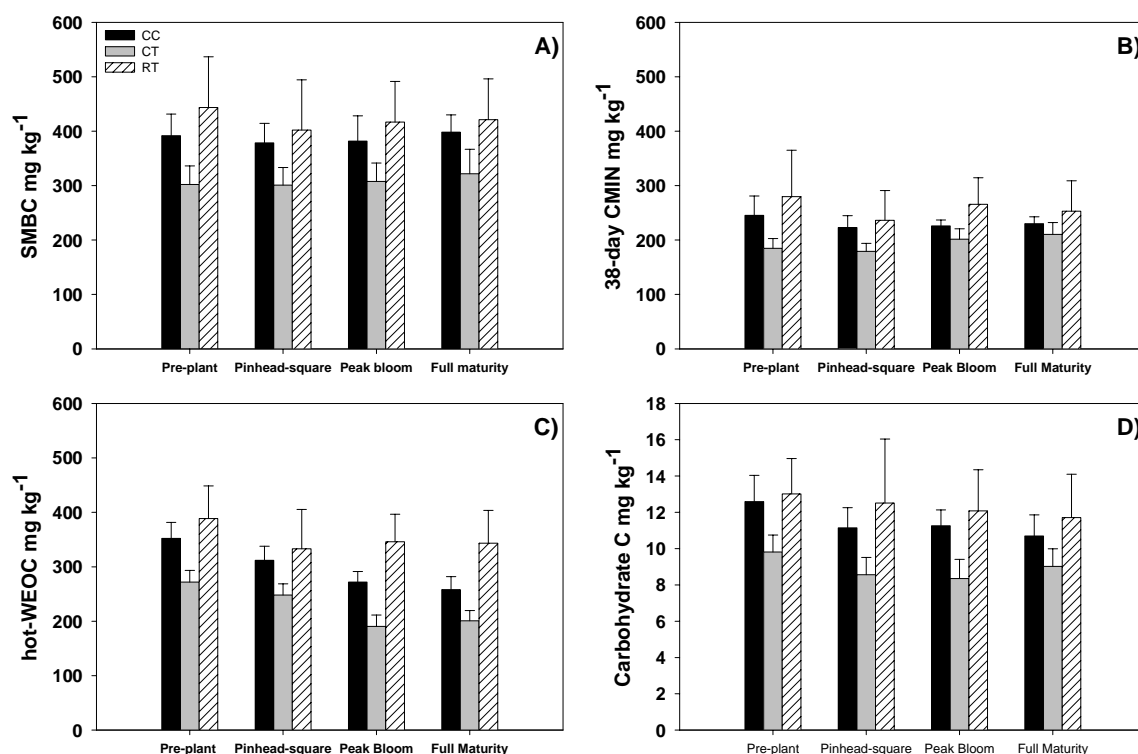 600
500
400
300
200
100
0
SMBC mg kg⁻¹
CC
CT
RT
A)
Pre-plant Pinhead-square Peak bloom Full maturity
600
500
400
300
200
100
0
38-day CMIN mg kg⁻¹
B)
Pre-plant Pinhead-square Peak Bloom Full Maturity
600
500
400
300
200
100
0
hot-WEOC mg kg⁻¹
C)
Pre-plant Pinhead-square Peak Bloom Full Maturity
18
16
14
12
10
8
6
4
2
0
Carbohydrate C mg kg⁻¹
D)
Pre-plant Pinhead-square Peak Bloom Full Maturity